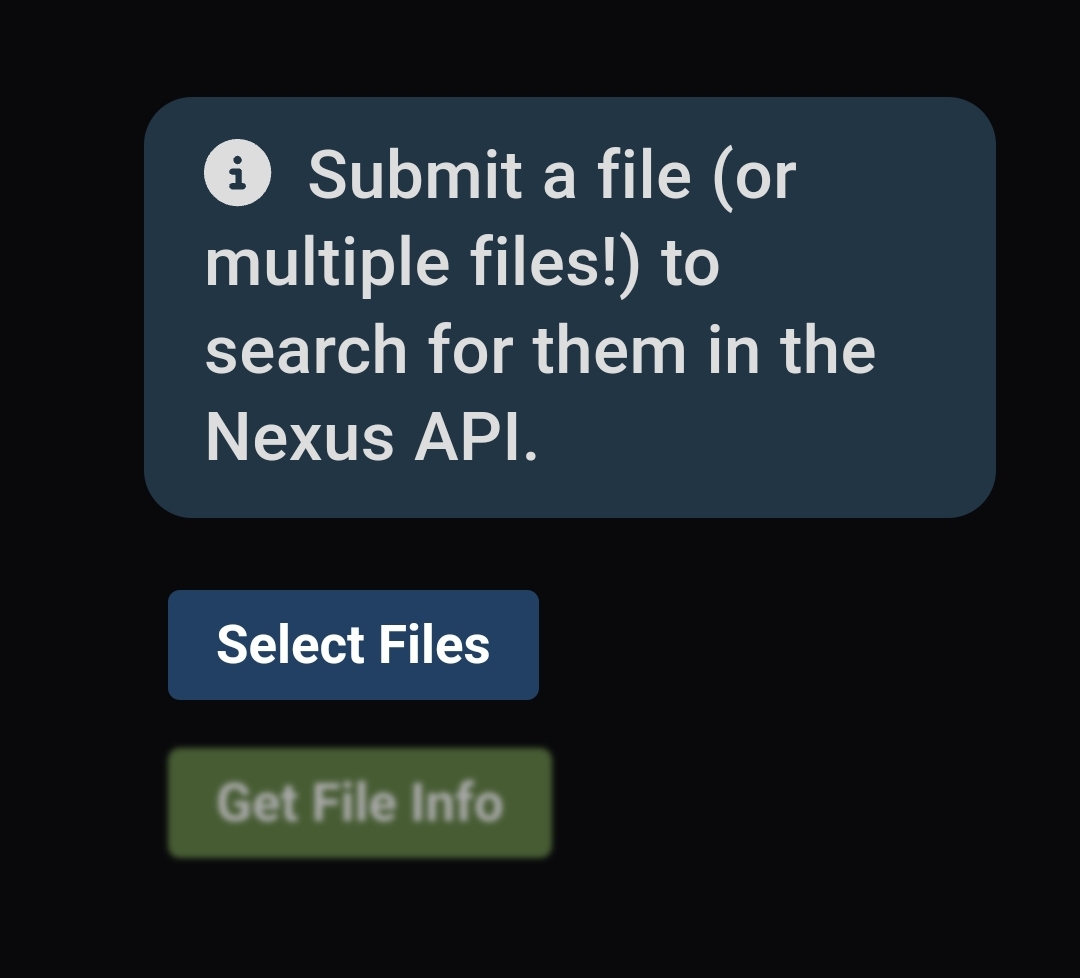 Submit a file (or
multiple files!) to
search for them in the
Nexus API.
Select Files
Get File Info